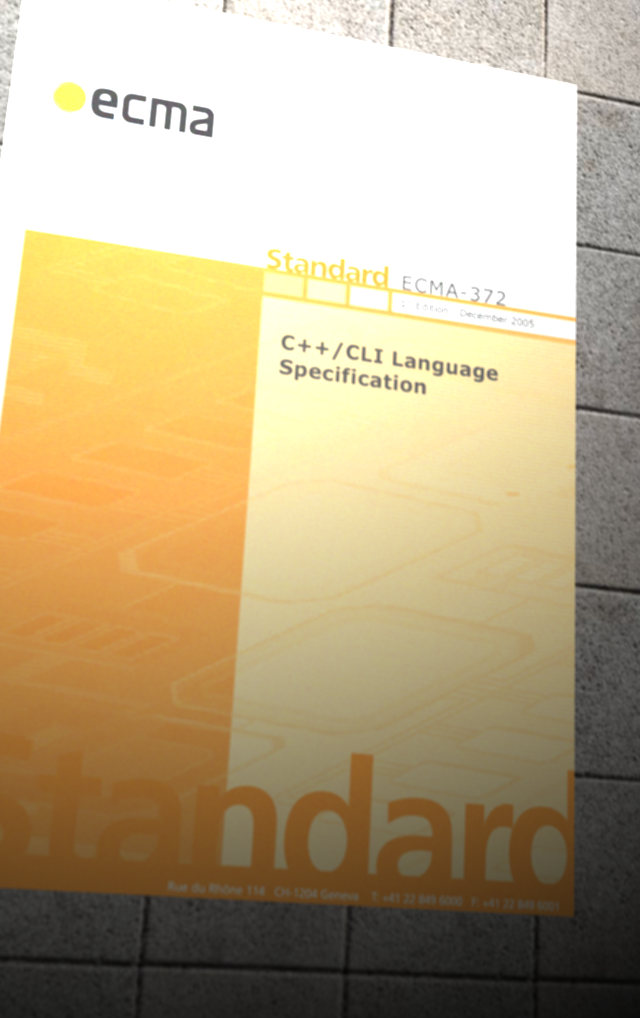 ecma
Standard ECMA-372
Edition December 2005
C++/CLI Language
Specification
Standard
Rue du Rhône 114 CH-1204 Geneva T: +41 22 849 6000 F: +41 22 849 6001